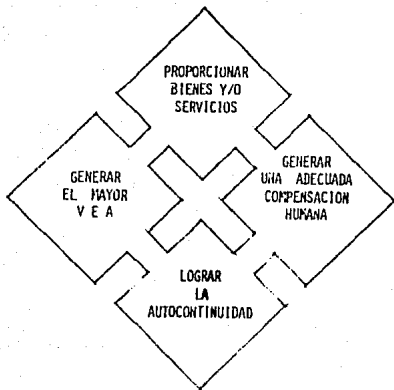 PROPORCIONAR
BIENES Y/O
SERVICIOS
GENERAR
EL MAYOR
V E A
GENERAR
UNA ADECUADA
COMPENSACION
HUMANA
LOGRAR
LA
AUTOCONTINUIDAD